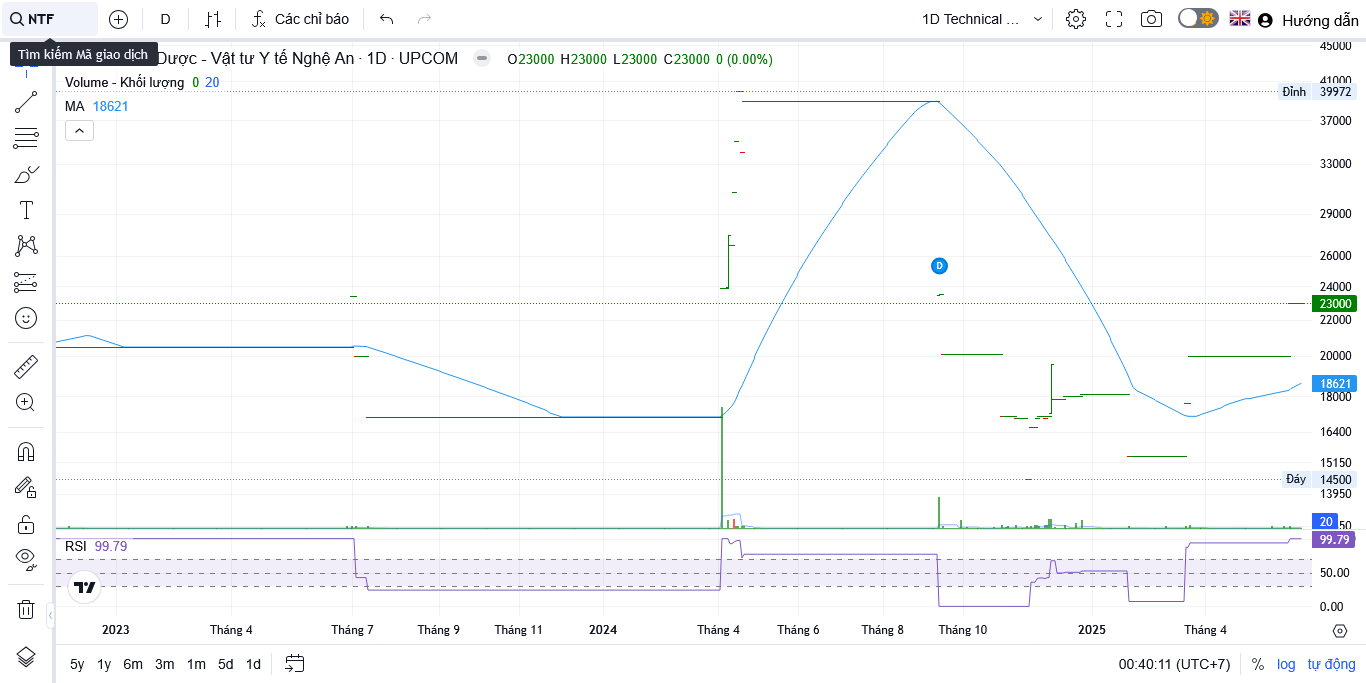 NTF D Các chỉ báo 1D Technical ... Hướng dẫn
Tìm kiếm Mã giao dịch
Dược - Vật tư Y tế Nghệ An · 1D · UPCOM O23000 H23000 L23000 C23000 0 (0.00%)
Volume - Khối lượng 0 20
MA 18621
45000
41000
Đỉnh 39972
37000
33000
29000
D
26000
24000
23000
22000
20000
18621
18000
16400
15150
Đáy 14500
13950
20
50
RSI 99.79
99.79
50.00
0.00
2023 Tháng 4 Tháng 7 Tháng 9 Tháng 11 2024 Tháng 4 Tháng 6 Tháng 8 Tháng 10 2025 Tháng 4
5y 1y 6m 3m 1m 5d 1d 00:40:11 (UTC+7) % log tự động